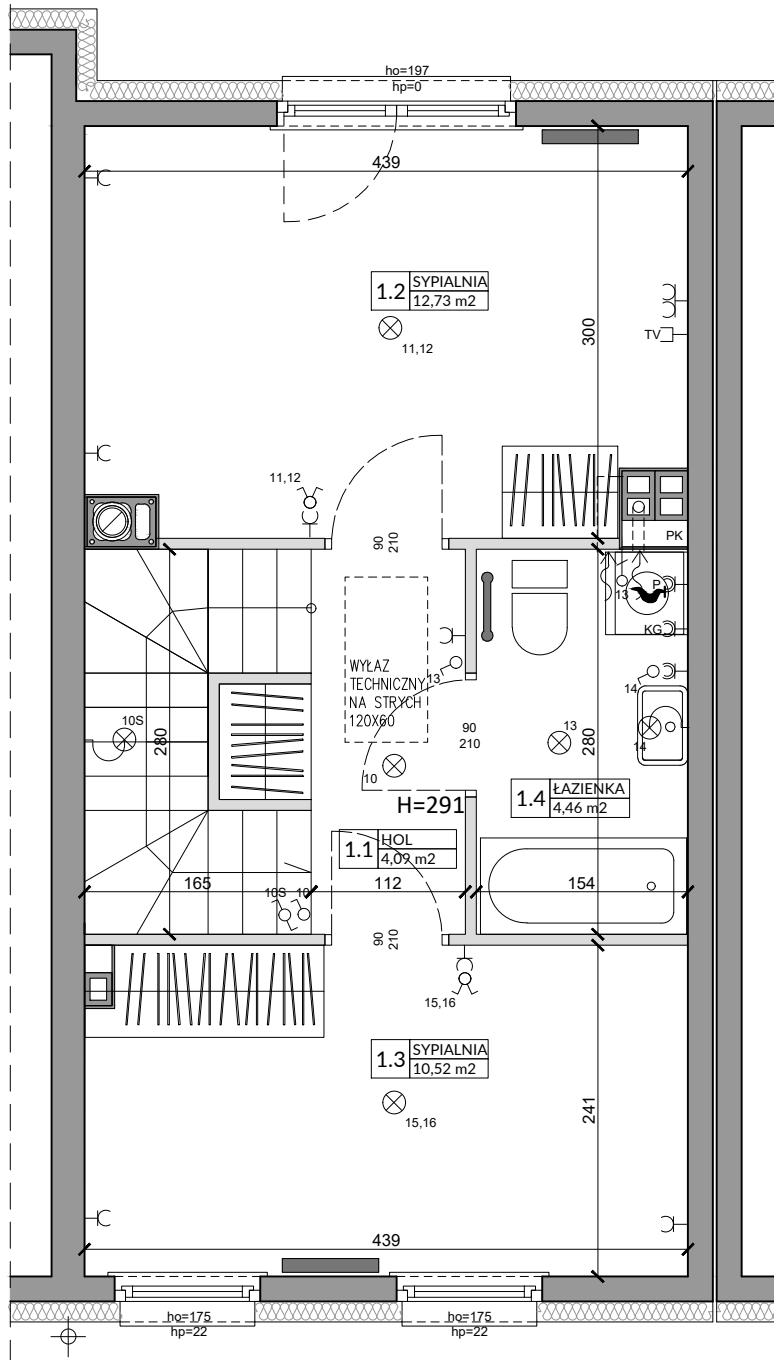 ho=197
hp=0
439
1.2 SYPIALNIA
12,73 m2
11,12
300
TV
11,12
90
210
PK
P
13
KG
WYŁAZ
TECHNICZNY
NA STRYCH
120X60
13
14
10S
280
90
210
13
280
14
10
H=291
1.4 ŁAZIENKA
4,46 m2
1.1 HOL
4,09 m2
165
112
154
10S
10
90
210
15,16
1.3 SYPIALNIA
10,52 m2
15,16
241
439
ho=175
hp=22
ho=175
hp=22